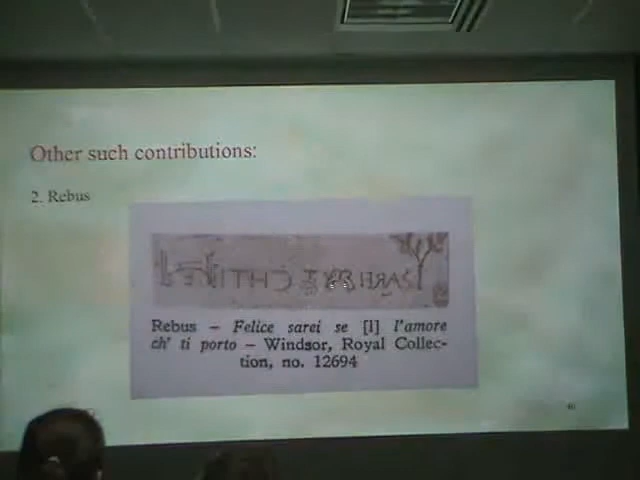 Other such contributions:
2. Rebus
Rebus – Felice sarei se [l] l'amore
ch' ti porto – Windsor, Royal Collec-
tion, no. 12694